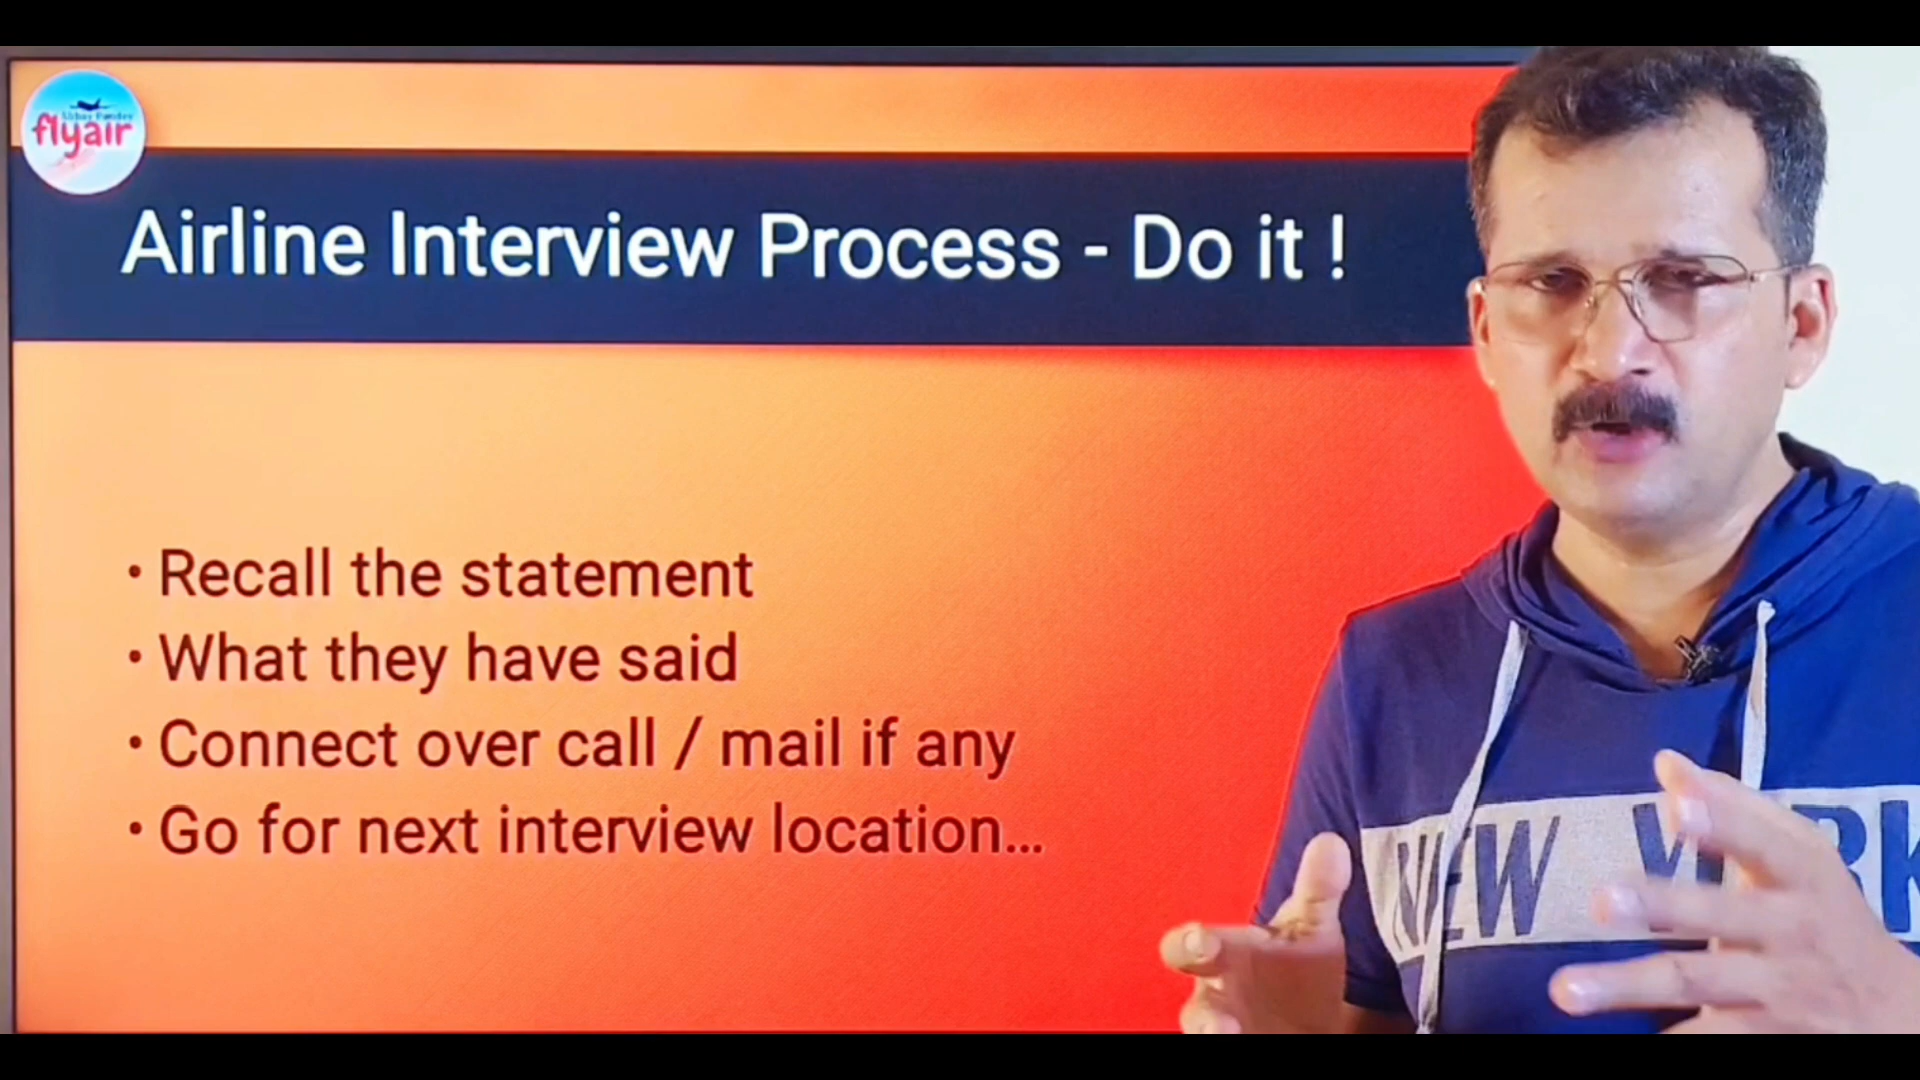 flyair
Airline Interview Process - Do it !
• Recall the statement
• What they have said
• Connect over call / mail if any
• Go for next interview location...
NEW YORK